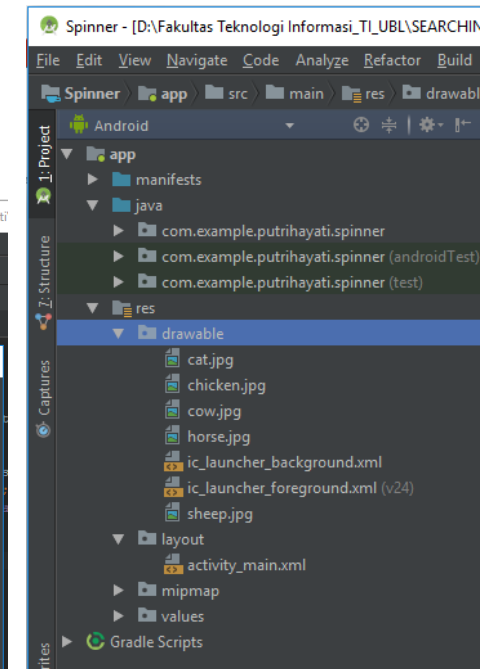 Spinner - [D:\Fakultas Teknologi Informasi_TI_UBL\SEARCHIN
File Edit View Navigate Code Analyze Refactor Build
Spinner app src main res drawabl
1: Project
Android
app
manifests
java
com.example.putrihayati.spinner
com.example.putrihayati.spinner (androidTest)
com.example.putrihayati.spinner (test)
7: Structure
res
drawable
cat.jpg
chicken.jpg
Captures
cow.jpg
horse.jpg
ic_launcher_background.xml
ic_launcher_foreground.xml (v24)
sheep.jpg
layout
activity_main.xml
mipmap
values
Gradle Scripts